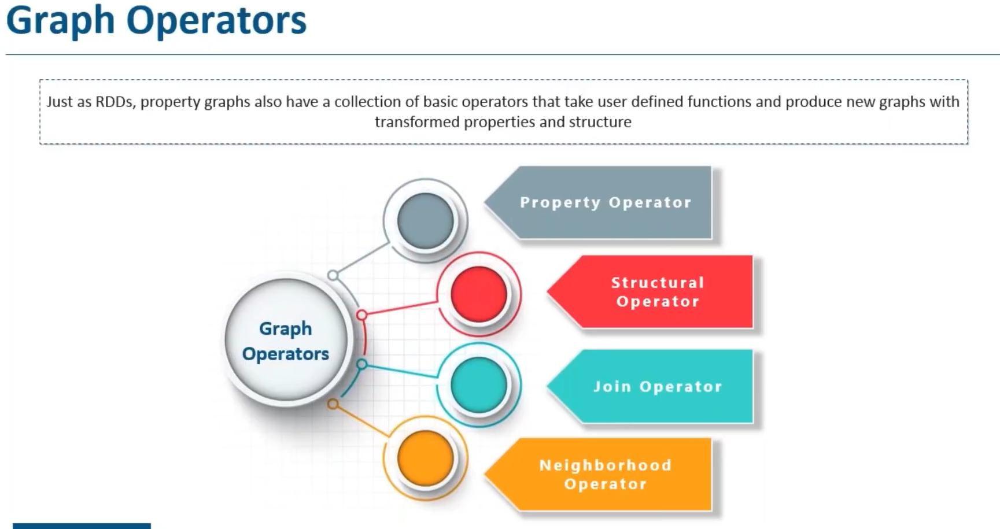 Graph Operators
Just as RDDs, property graphs also have a collection of basic operators that take user defined functions and produce new graphs with
transformed properties and structure
Property Operator
Structural
Operator
Graph
Operators
Join Operator
Neighborhood
Operator